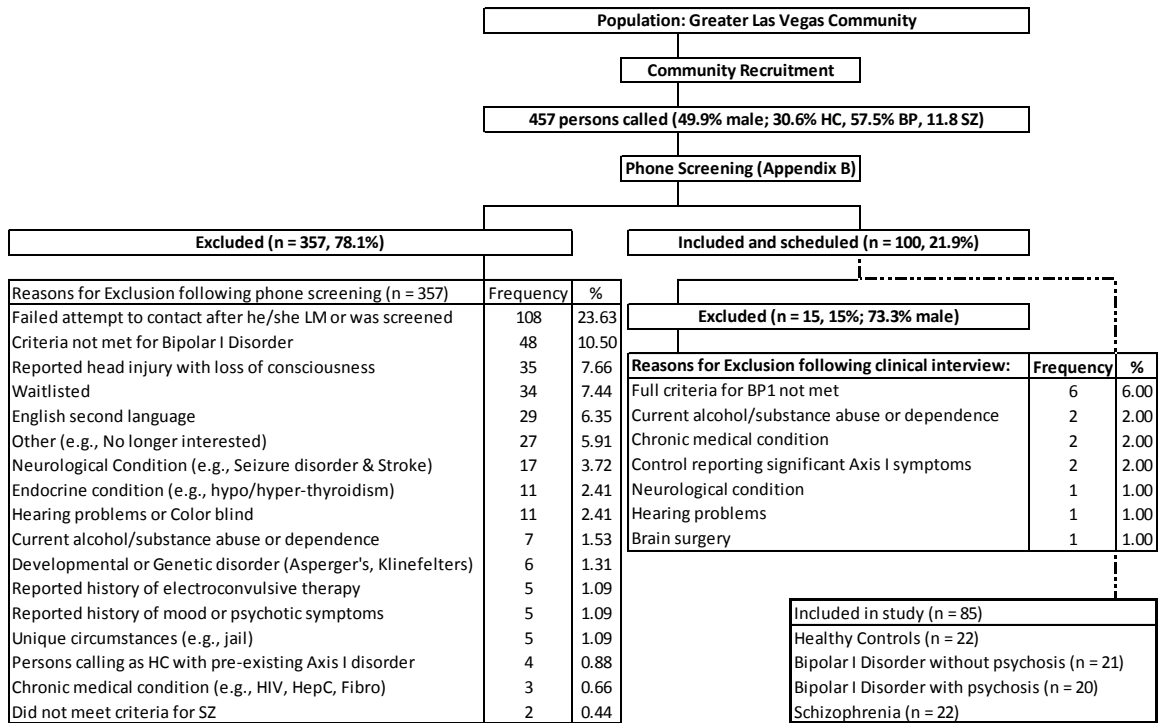 Population: Greater Las Vegas Community
Community Recruitment
457 persons called (49.9% male; 30.6% HC, 57.5% BP, 11.8 SZ)
Phone Screening (Appendix B)
Excluded (n = 357, 78.1%)
Included and scheduled (n = 100, 21.9%)
Reasons for Exclusion following phone screening (n = 357) Frequency %
Failed attempt to contact after he/she LM or was screened 108 23.63
Criteria not met for Bipolar I Disorder 48 10.50
Reported head injury with loss of consciousness 35 7.66
Waitlisted 34 7.44
English second language 29 6.35
Other (e.g., No longer interested) 27 5.91
Neurological Condition (e.g., Seizure disorder & Stroke) 17 3.72
Endocrine condition (e.g., hypo/hyper-thyroidism) 11 2.41
Hearing problems or Color blind 11 2.41
Current alcohol/substance abuse or dependence 7 1.53
Developmental or Genetic disorder (Asperger's, Klinefelters) 6 1.31
Reported history of electroconvulsive therapy 5 1.09
Reported history of mood or psychotic symptoms 5 1.09
Unique circumstances (e.g., jail) 5 1.09
Persons calling as HC with pre-existing Axis I disorder 4 0.88
Chronic medical condition (e.g., HIV, HepC, Fibro) 3 0.66
Did not meet criteria for SZ 2 0.44
Excluded (n = 15, 15%; 73.3% male)
Reasons for Exclusion following clinical interview: Frequency %
Full criteria for BP1 not met 6 6.00
Current alcohol/substance abuse or dependence 2 2.00
Chronic medical condition 2 2.00
Control reporting significant Axis I symptoms 2 2.00
Neurological condition 1 1.00
Hearing problems 1 1.00
Brain surgery 1 1.00
Included in study (n = 85)
Healthy Controls (n = 22)
Bipolar I Disorder without psychosis (n = 21)
Bipolar I Disorder with psychosis (n = 20)
Schizophrenia (n = 22)